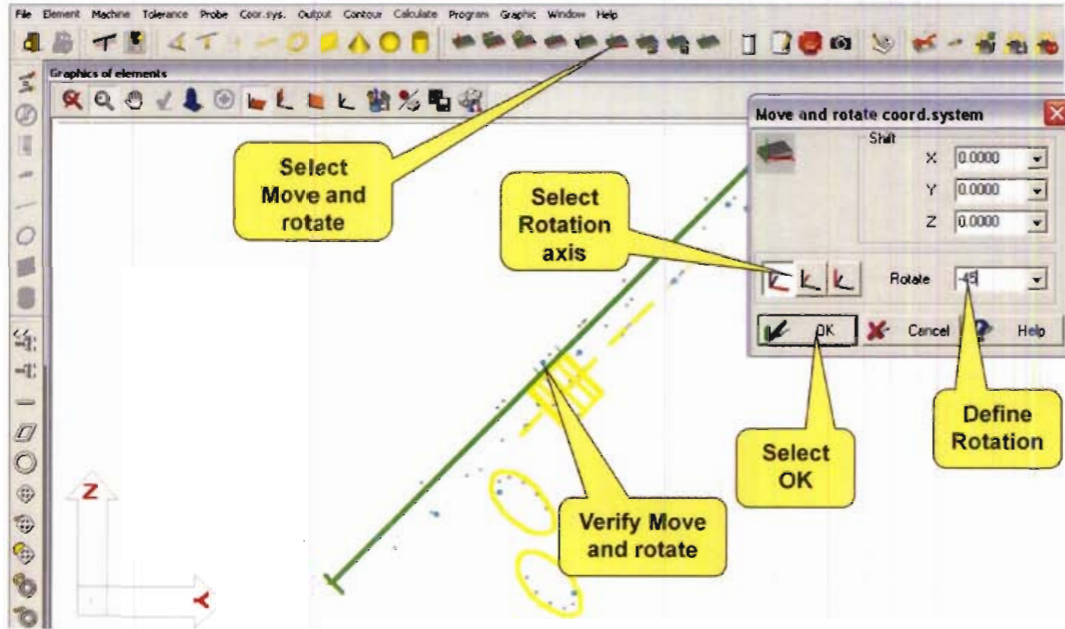 File Element Machine Tolerance Probe Coor.sys. Output Contour Calculate Program Graphic Window Help
Graphics of elements
Move and rotate coord.system
Shift
X 0.0000
Y 0.0000
Z 0.0000
Rotate -45
OK Cancel Help
Select
Move and
rotate
Select
Rotation
axis
Define
Rotation
Select
OK
Verify Move
and rotate
Z
Y